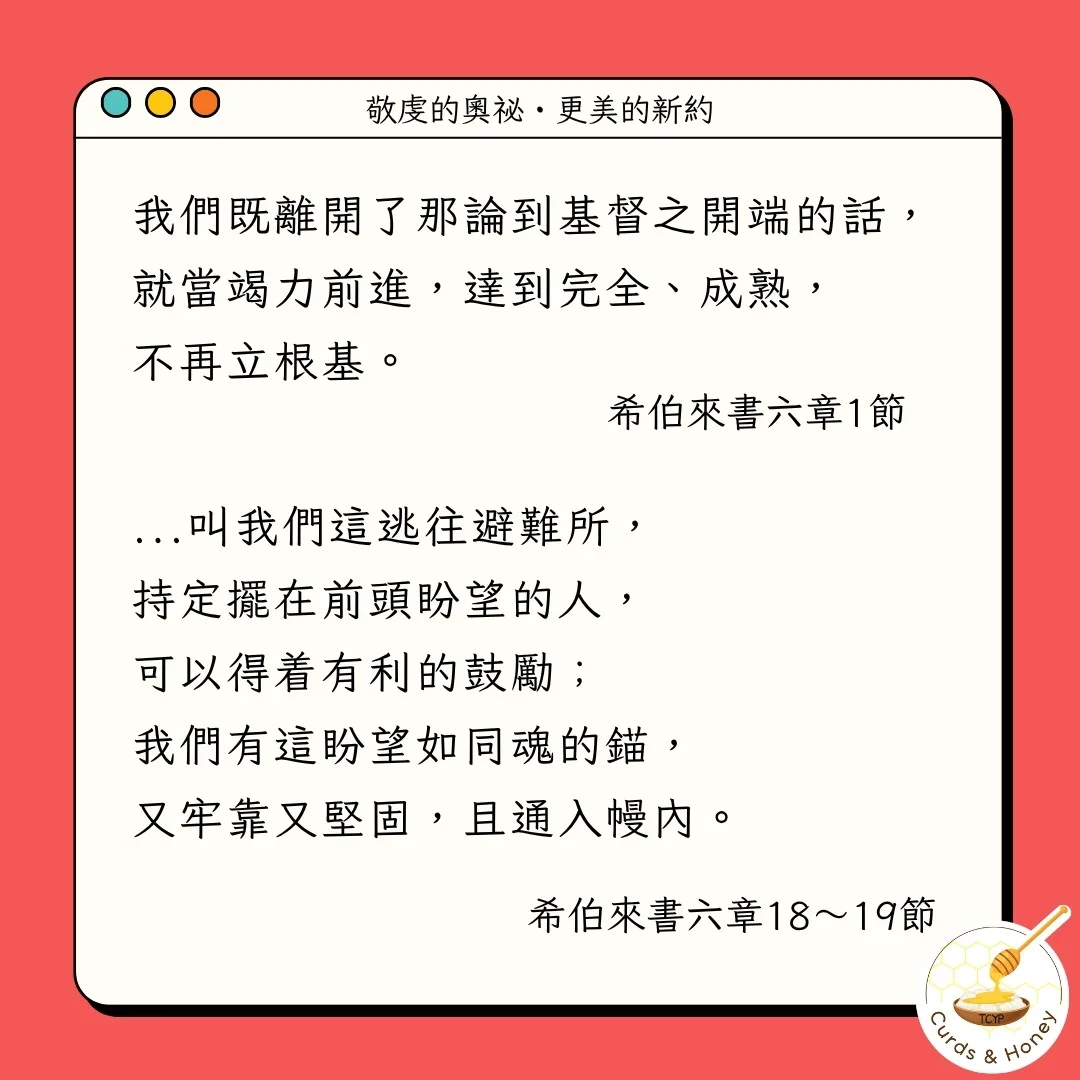 敬虔的奧祕・更美的新約
我們既離開了那論到基督之開端的話，
就當竭力前進，達到完全、成熟，
不再立根基。
希伯來書六章1節
...叫我們這逃往避難所，
持定擺在前頭盼望的人，
可以得着有利的鼓勵；
我們有這盼望如同魂的錨，
又牢靠又堅固，且通入幔內。
希伯來書六章18～19節
TCYP
Curds & Honey